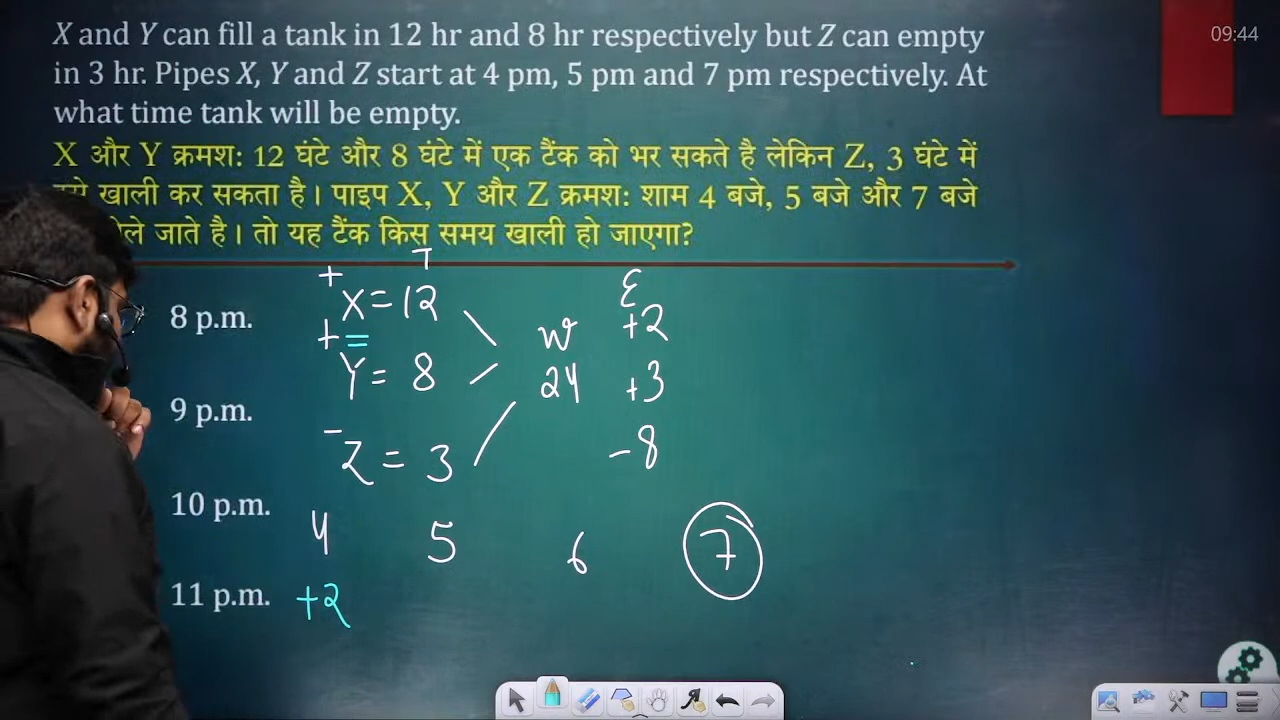 X and Y can fill a tank in 12 hr and 8 hr respectively but Z can empty
in 3 hr. Pipes X, Y and Z start at 4 pm, 5 pm and 7 pm respectively. At
what time tank will be empty.
X और Y क्रमश: 12 घंटे और 8 घंटे में एक टैंक को भर सकते है लेकिन Z, 3 घंटे में
खाली कर सकता है। पाइप X, Y और Z क्रमश: शाम 4 बजे, 5 बजे और 7 बजे
जाते है। तो यह टैंक किस समय खाली हो जाएगा?
09:44
8 p.m.
9 p.m.
10 p.m.
11 p.m.
T
+ X = 12
+ Y = 8
- Z = 3
W
24
E
+2
+3
-8
4 5 6 7
+2